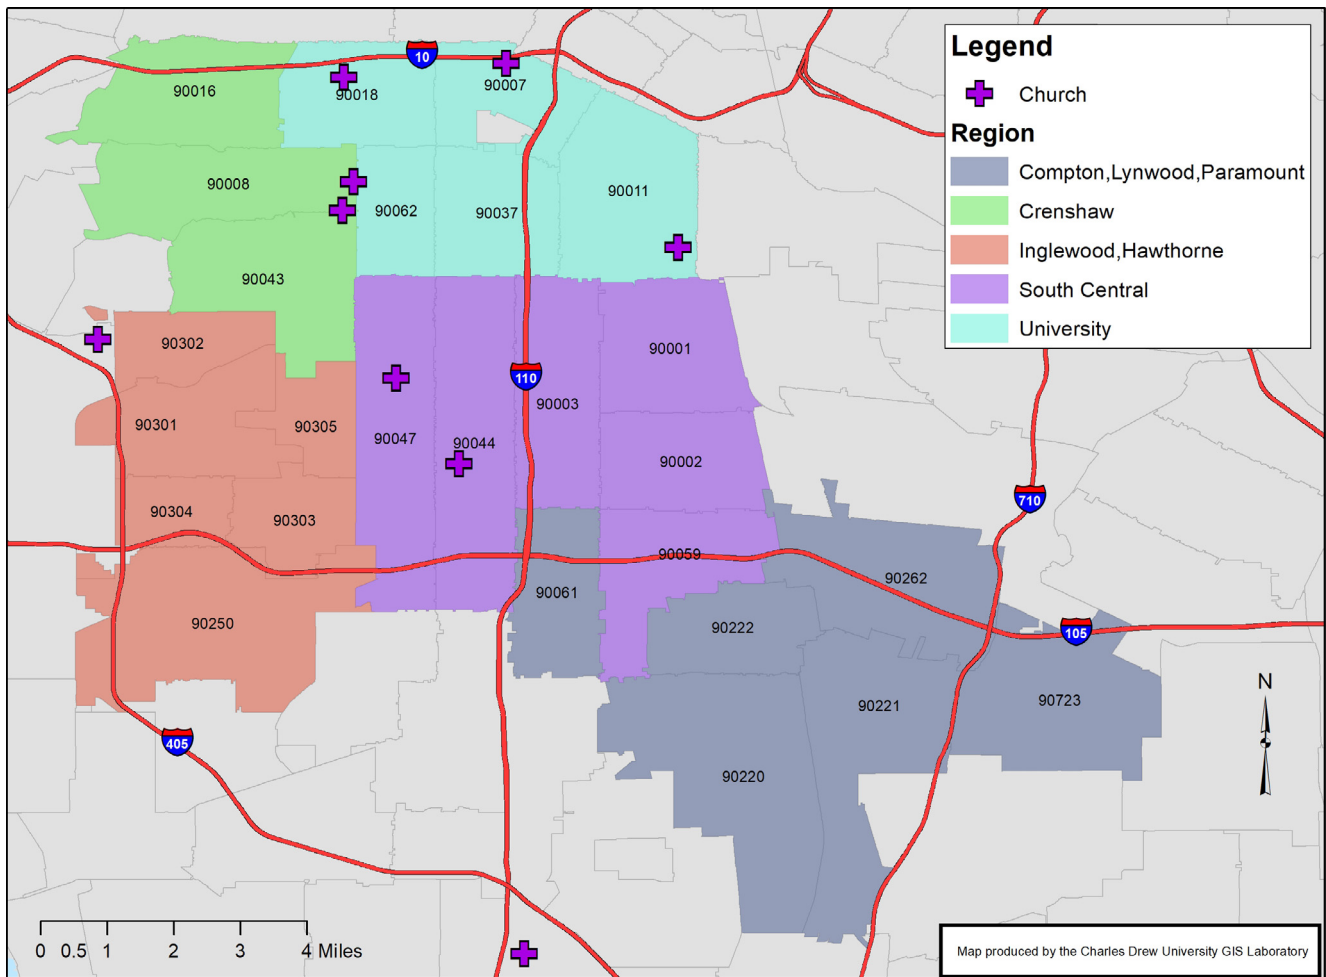 Legend
Church
Region
Compton,Lynwood,Paramount
Crenshaw
Inglewood,Hawthorne
South Central
University
10
90016
90018
90007
90008
90062
90037
90011
90043
90302
90001
110
90003
90301
90305
90047
90044
90002
90304
90303
710
90059
90262
90061
90250
90222
105
90221
90723
N
405
90220
0 0.5 1 2 3 4 Miles
Map produced by the Charles Drew University GIS Laboratory